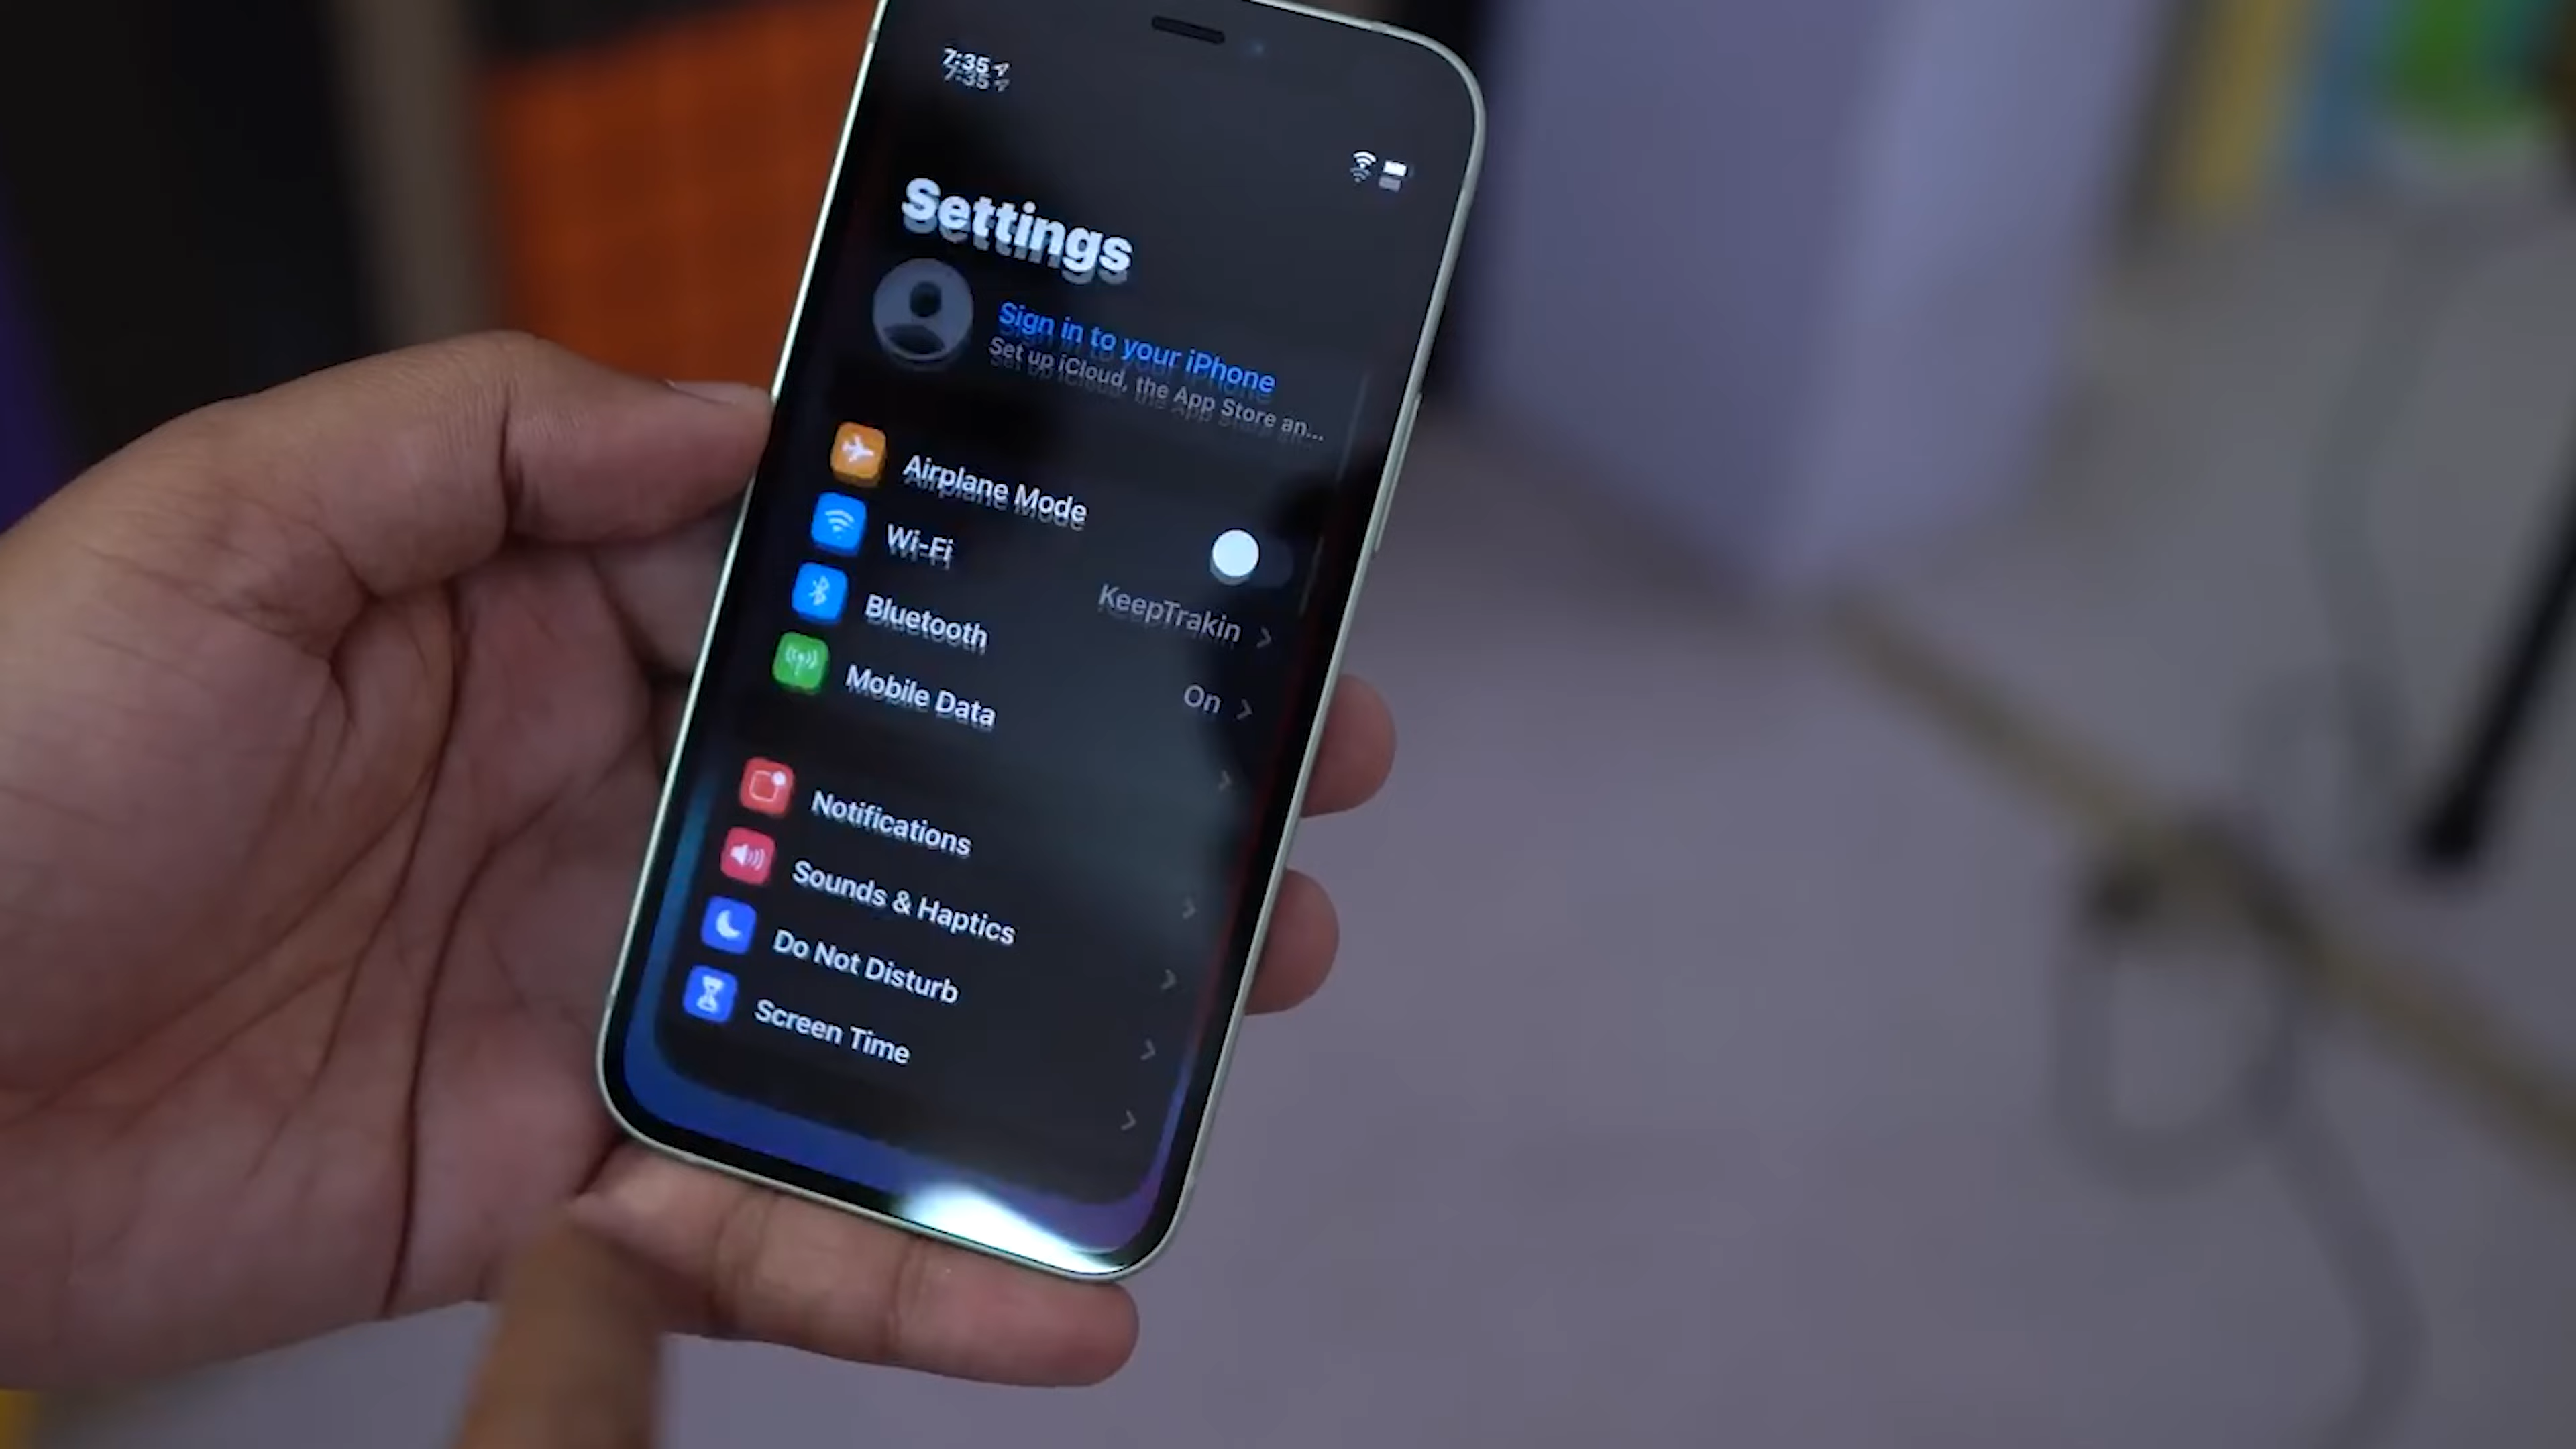 7:35
Settings
Sign in to your iPhone
Set up iCloud, the App Store an...
Airplane Mode
Wi-Fi
KeepTrakin
Bluetooth
On
Mobile Data
Notifications
Sounds & Haptics
Do Not Disturb
Screen Time